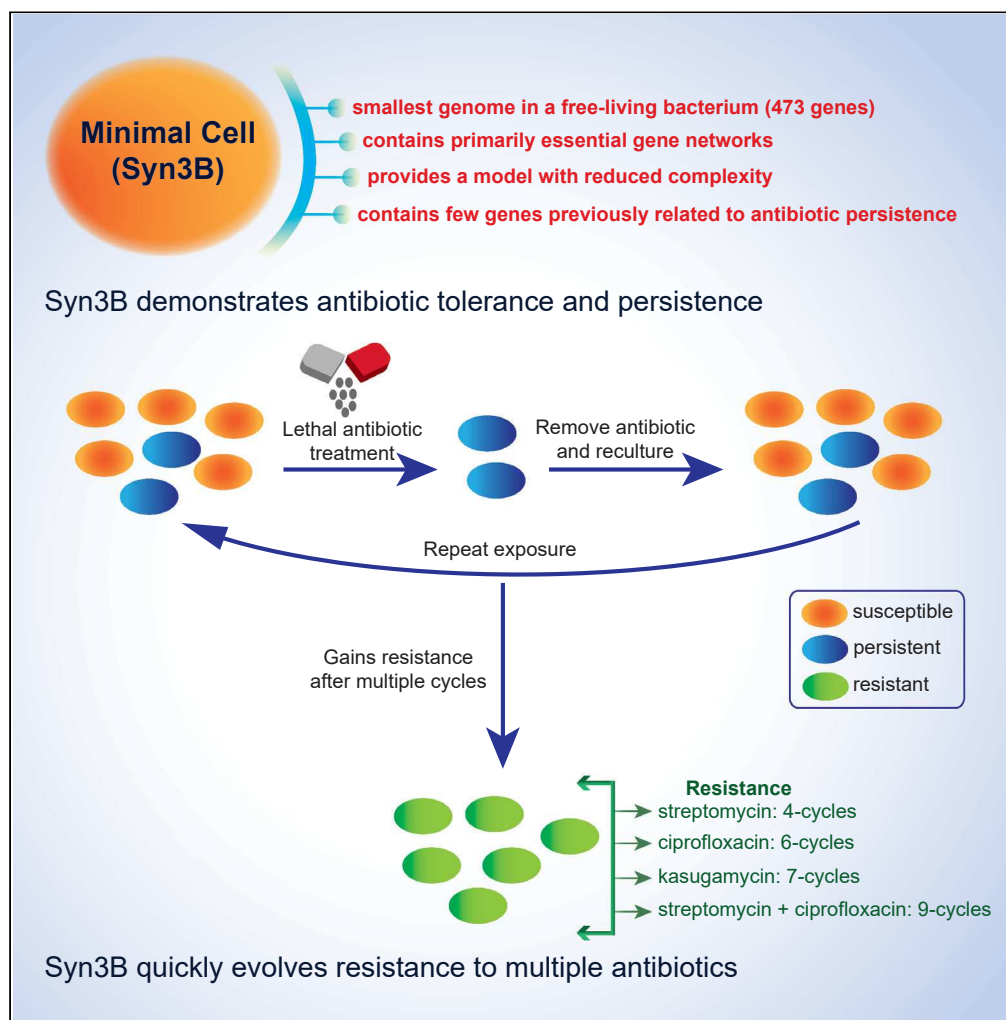 Minimal Cell
(Syn3B)
smallest genome in a free-living bacterium (473 genes)
contains primarily essential gene networks
provides a model with reduced complexity
contains few genes previously related to antibiotic persistence
Syn3B demonstrates antibiotic tolerance and persistence
Lethal antibiotic
treatment
Remove antibiotic
and reculture
Repeat exposure
susceptible
persistent
resistant
Gains resistance
after multiple cycles
Resistance
streptomycin: 4-cycles
ciprofloxacin: 6-cycles
kasugamycin: 7-cycles
streptomycin + ciprofloxacin: 9-cycles
Syn3B quickly evolves resistance to multiple antibiotics